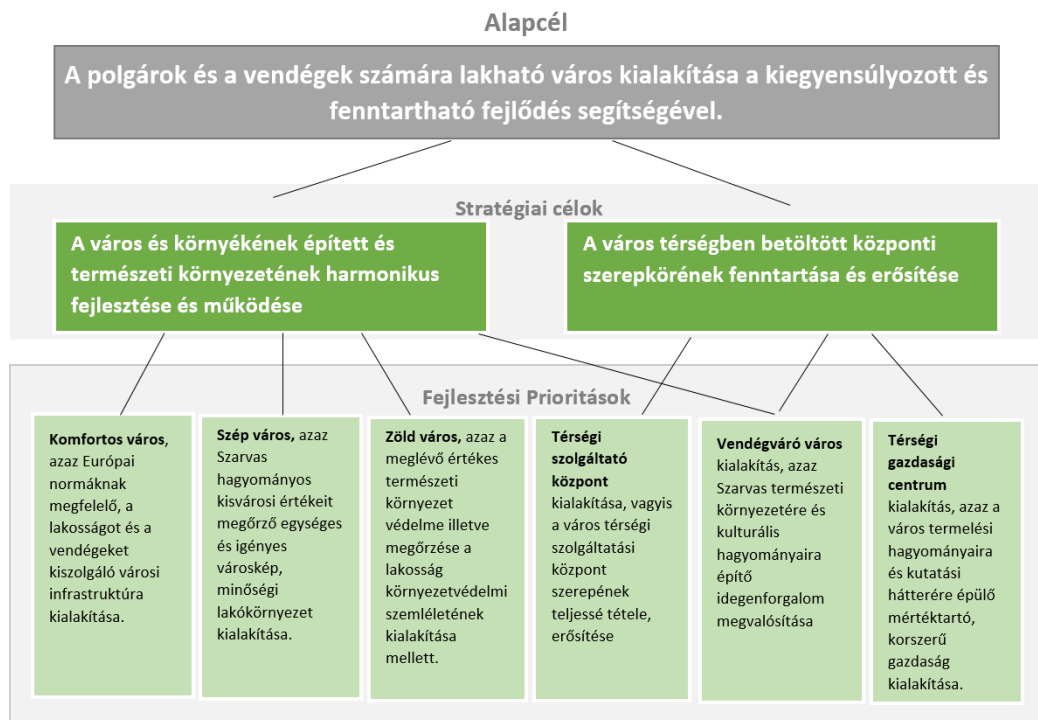 Alapcél
A polgárok és a vendégek számára lakható város kialakítása a kiegyensúlyozott és
fenntartható fejlődés segítségével.
Stratégiai célok
A város és környékének épített és
természeti környezetének harmonikus
fejlesztése és működése
A város térségben betöltött központi
szerepkörének fenntartása és erősítése
Fejlesztési Prioritások
Komfortos város,
azaz Európai
normáknak
megfelelő, a
lakosságot és a
vendégeket
kiszolgáló városi
infrastruktúra
kialakítása.
Szép város, azaz
Szarvas
hagyományos
kisvárosi értékeit
megőrző egységes
és igényes
városkép,
minőségi
lakókörnyezet
kialakítása.
Zöld város, azaz a
meglévő értékes
természeti
környezet
védelme illetve
megőrzése a
lakosság
környezetvédelmi
szemléletének
kialakítása
mellett.
Térségi
szolgáltató
központ
kialakítása, vagyis
a város térségi
szolgáltatási
központ
szerepének
teljessé tétele,
erősítése
Vendégváró város
kialakítás, azaz
Szarvas természeti
környezetére és
kulturális
hagyományaira
építő
idegenforgalom
megvalósítása
Térségi
gazdasági
centrum
kialakítás, azaz a
város termelési
hagyományaira
és kutatási
hátterére épülő
mértéktartó,
korszerű
gazdaság
kialakítása.